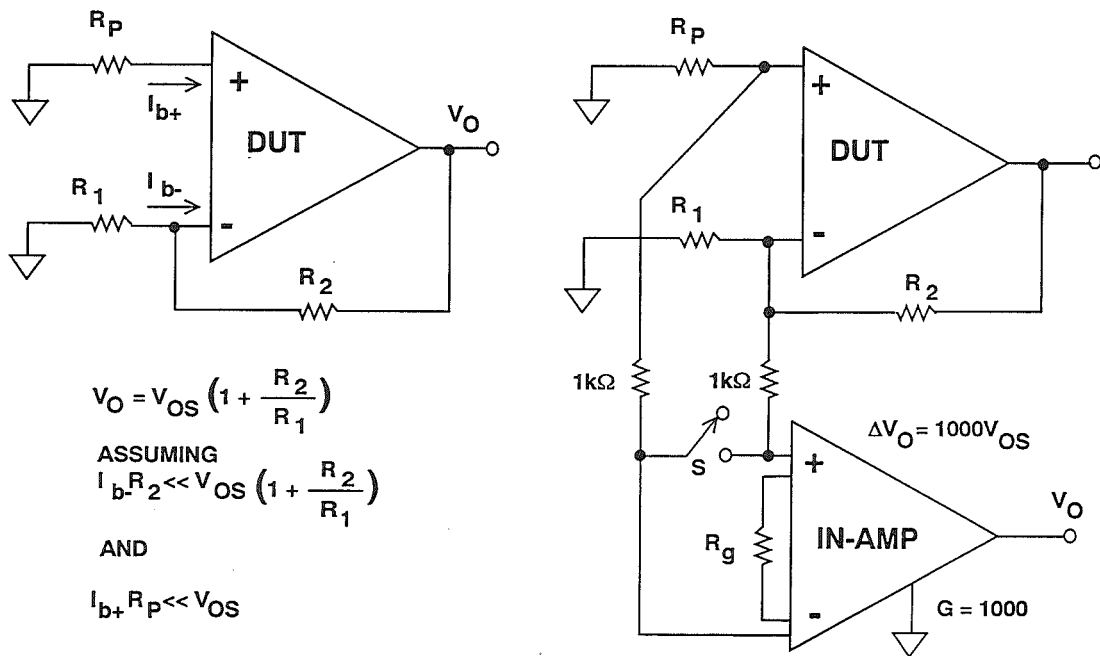 R_P
I_b+
+
DUT
V_O
R_1
I_b-
-
R_2
V_O = V_OS (1 + R_2 / R_1)
ASSUMING
I_b- R_2 << V_OS (1 + R_2 / R_1)
AND
I_b+ R_P << V_OS
R_P
+
DUT
R_1
-
R_2
1kΩ
1kΩ
ΔV_O = 1000V_OS
S
+
V_O
R_g
IN-AMP
-
G = 1000